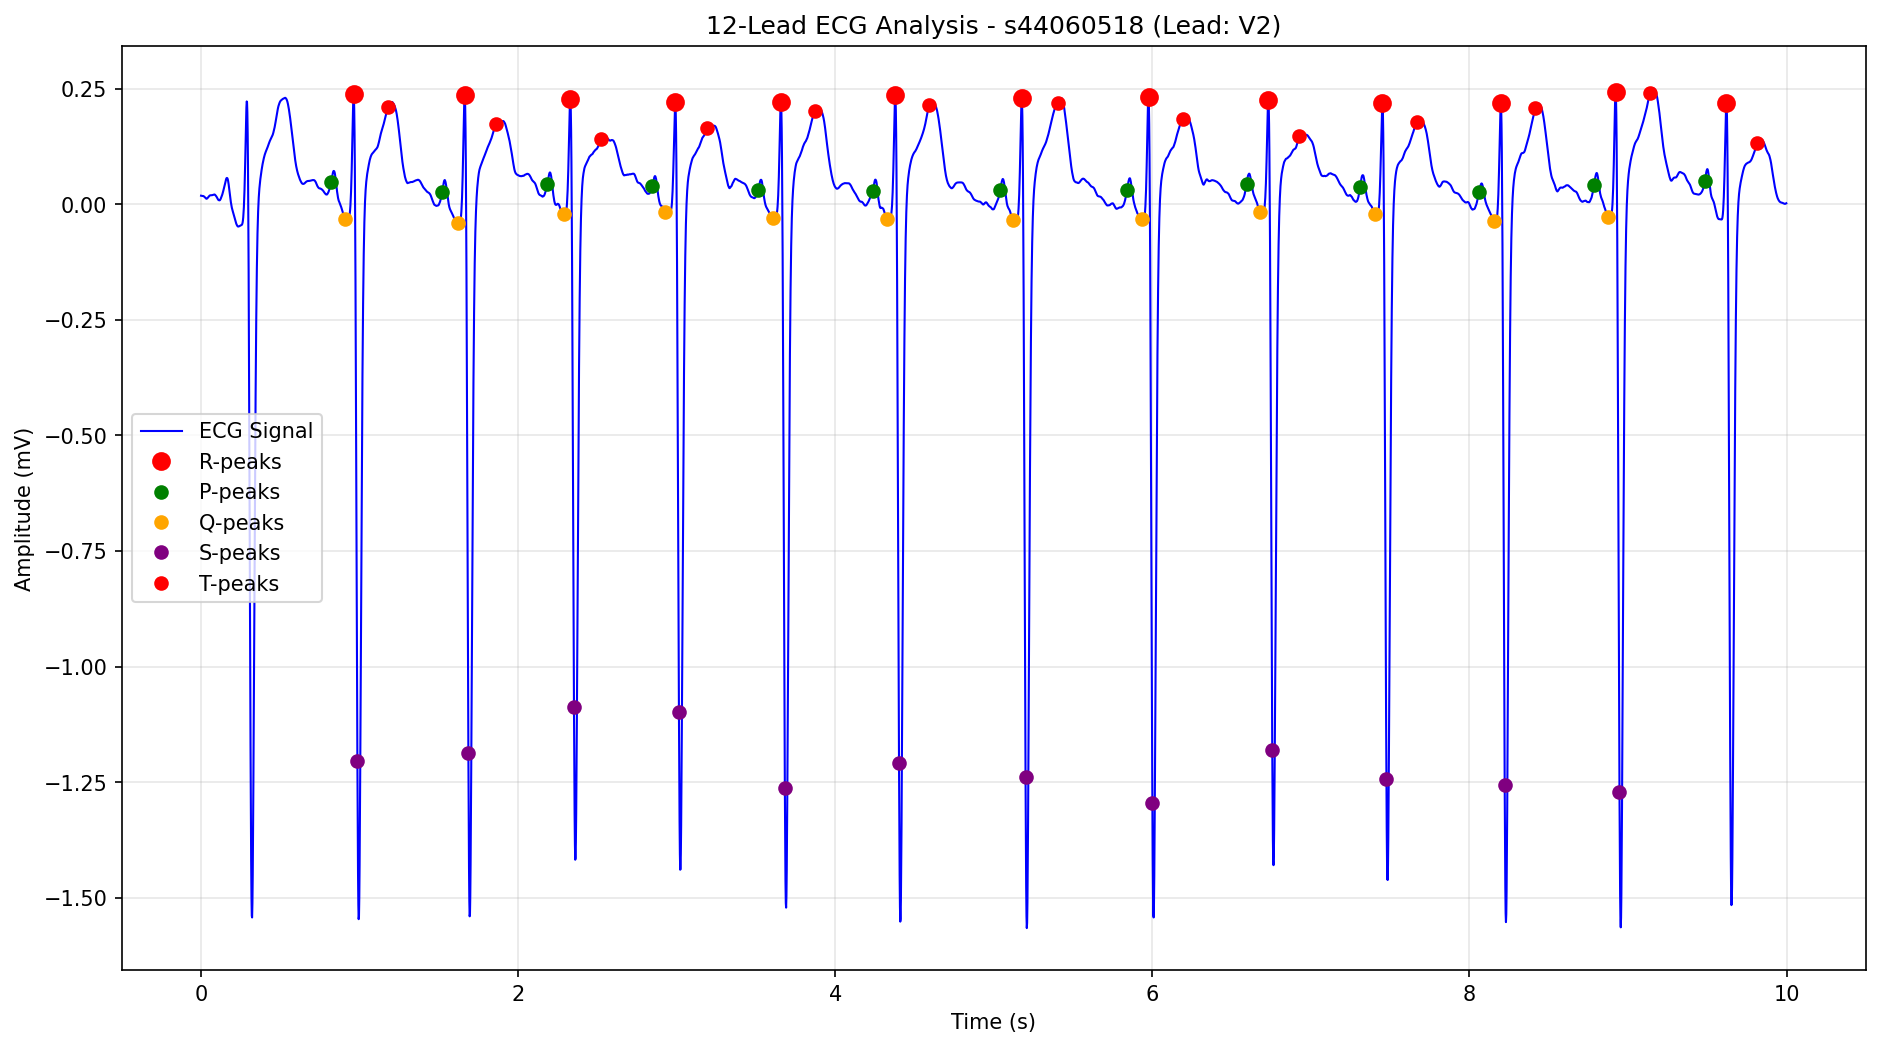 12-Lead ECG Analysis - s44060518 (Lead: V2)
Amplitude (mV)
0.25
0.00
−0.25
−0.50
−0.75
−1.00
−1.25
−1.50
ECG Signal
R-peaks
P-peaks
Q-peaks
S-peaks
T-peaks
0 2 4 6 8 10
Time (s)